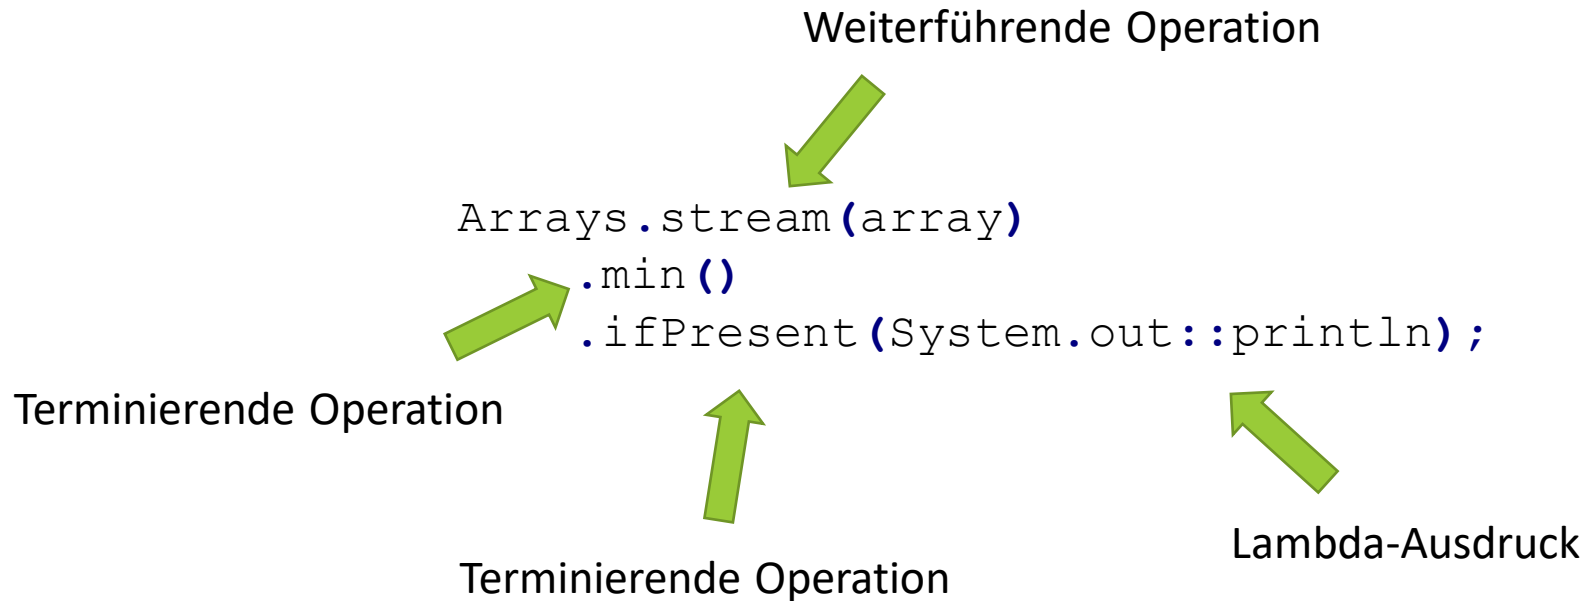 Weiterführende Operation
Arrays.stream(array)
.min()
.ifPresent(System.out::println);
Terminierende Operation
Lambda-Ausdruck
Terminierende Operation